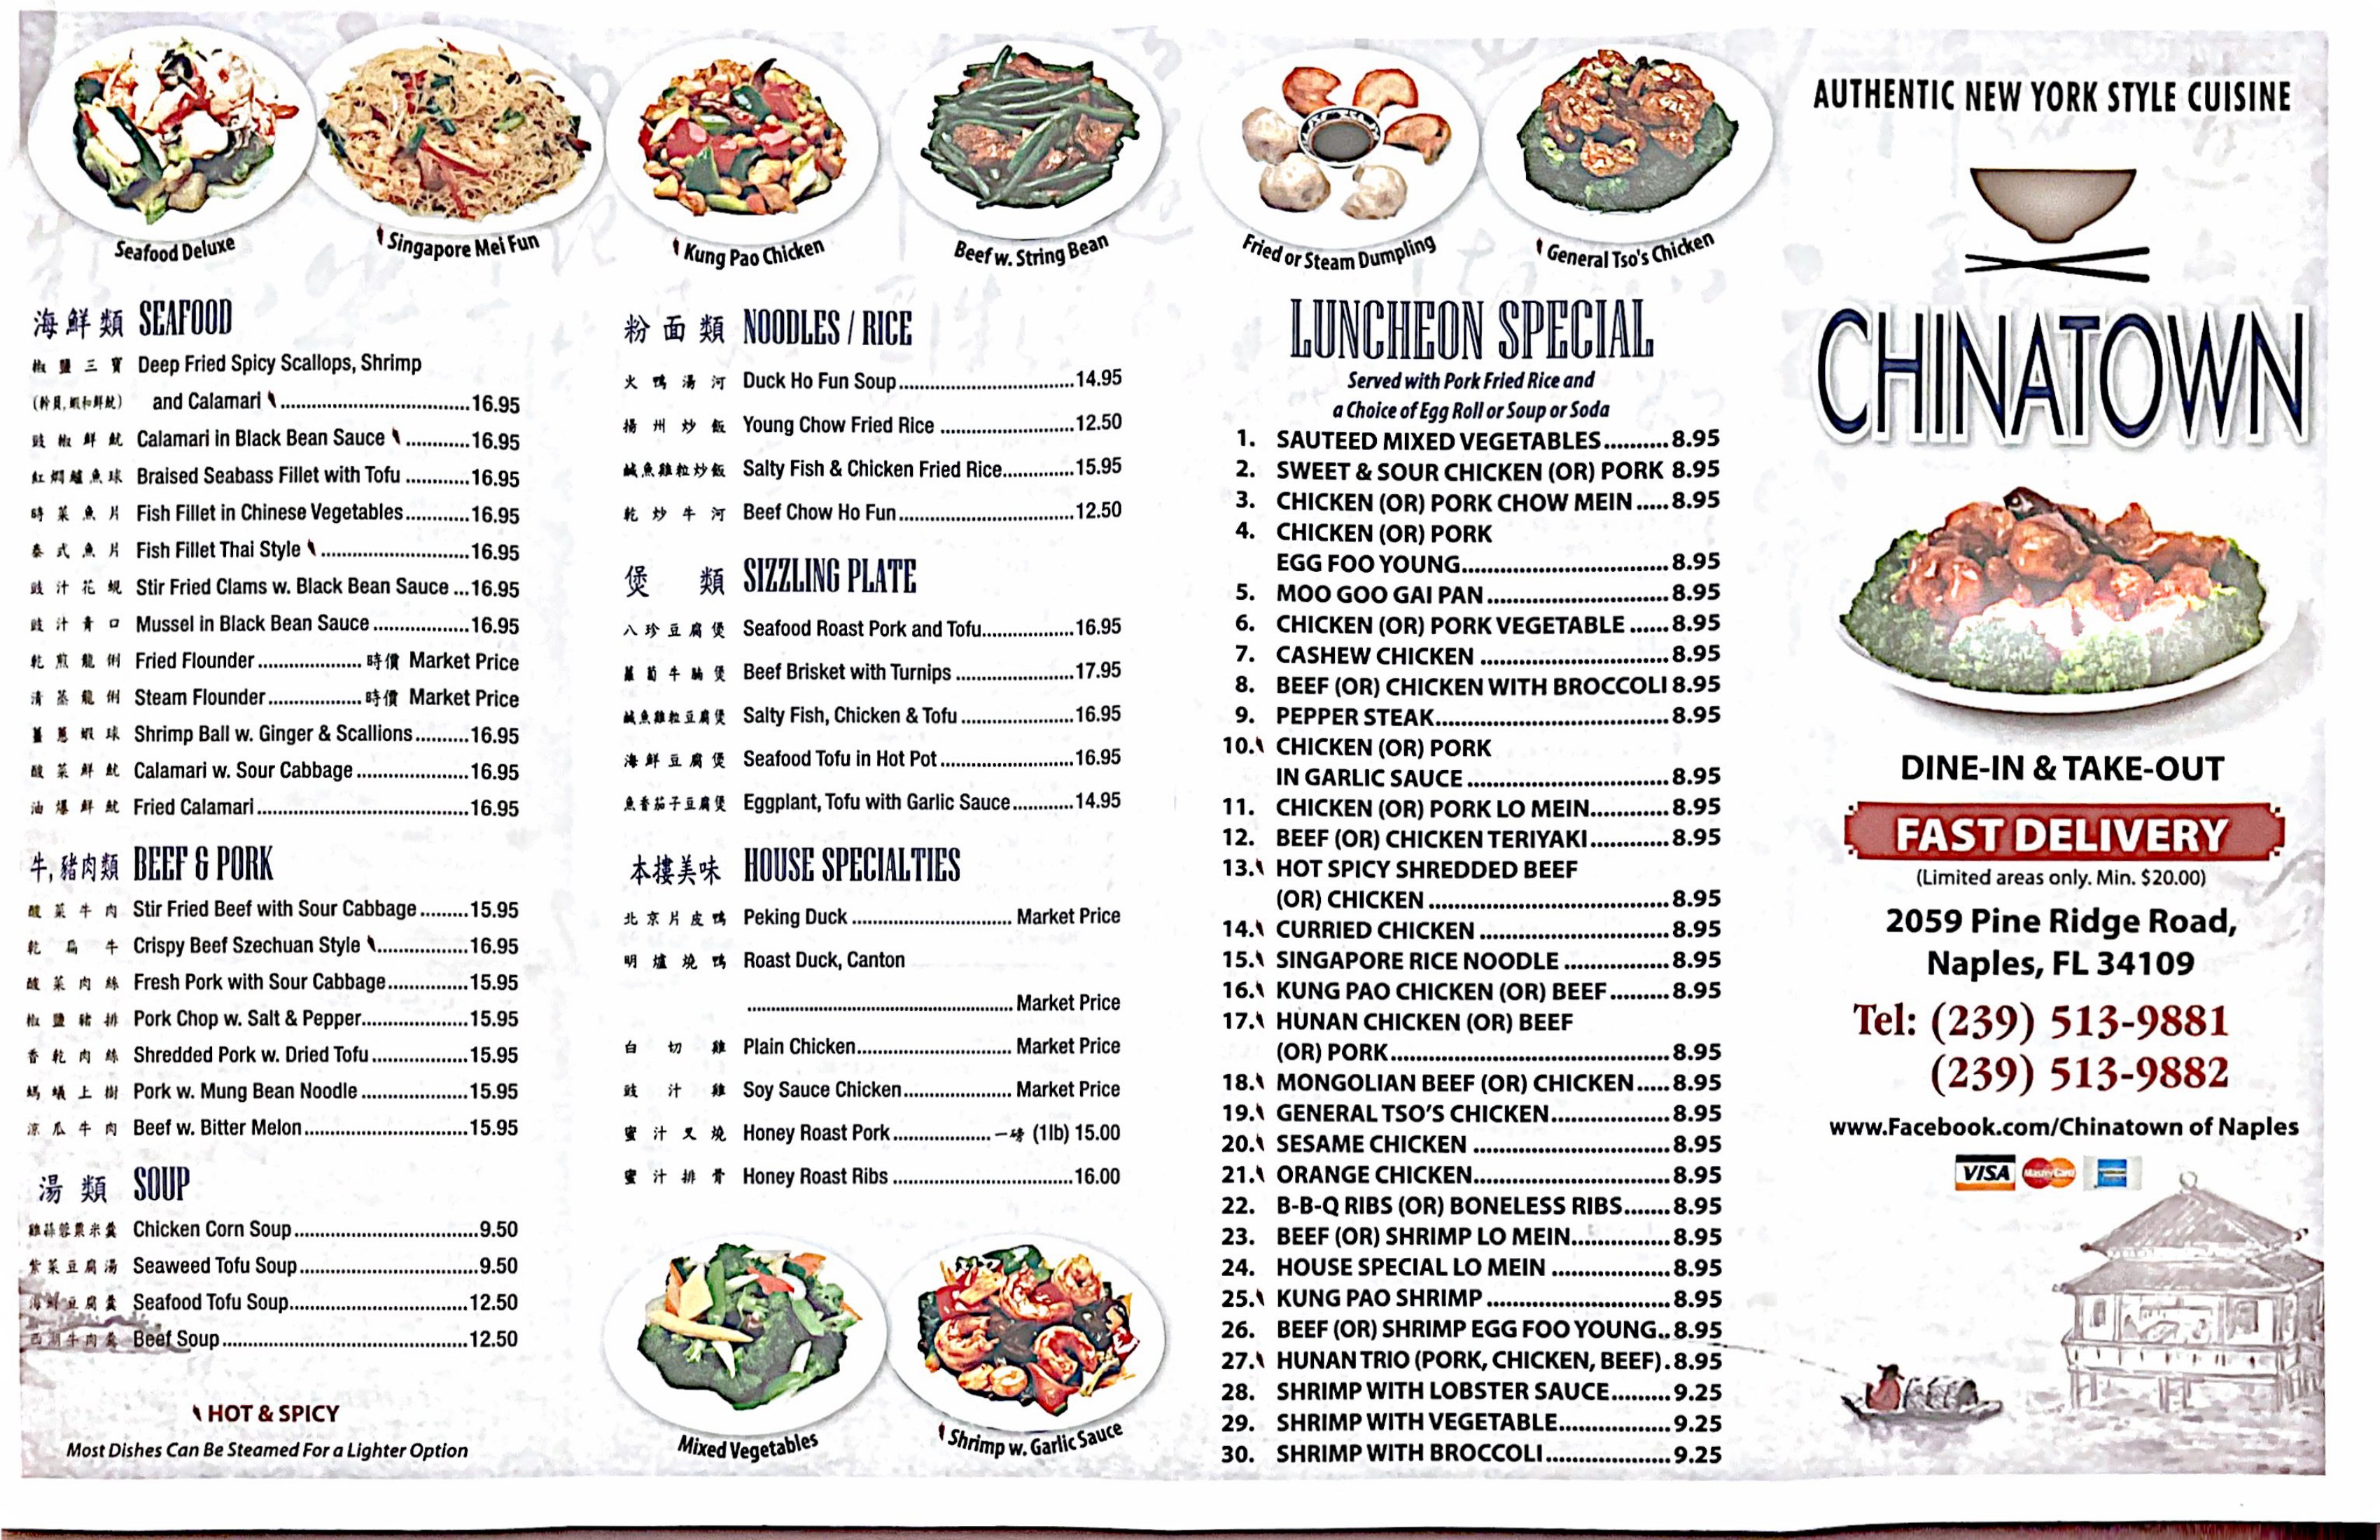 Seafood Deluxe
Singapore Mei Fun
Kung Pao Chicken
Beef w. String Bean
Fried or Steam Dumpling
General Tso's Chicken
海鮮類 SEAFOOD
椒鹽三寶 Deep Fried Spicy Scallops, Shrimp
(幹貝,蝦和鮮魷) and Calamari 16.95
豉椒鮮魷 Calamari in Black Bean Sauce 16.95
紅燜鱸魚球 Braised Seabass Fillet with Tofu 16.95
時菜魚片 Fish Fillet in Chinese Vegetables 16.95
泰式魚片 Fish Fillet Thai Style 16.95
豉汁花蜆 Stir Fried Clams w. Black Bean Sauce ...16.95
豉汁青口 Mussel in Black Bean Sauce 16.95
乾煎龍俐 Fried Flounder 時價 Market Price
清蒸龍俐 Steam Flounder 時價 Market Price
薑蔥蝦球 Shrimp Ball w. Ginger & Scallions 16.95
酸菜鮮魷 Calamari w. Sour Cabbage 16.95
油爆鮮魷 Fried Calamari 16.95
牛,豬肉類 BEEF & PORK
酸菜牛肉 Stir Fried Beef with Sour Cabbage 15.95
乾扁牛 Crispy Beef Szechuan Style 16.95
酸菜肉絲 Fresh Pork with Sour Cabbage 15.95
椒鹽豬排 Pork Chop w. Salt & Pepper 15.95
香乾肉絲 Shredded Pork w. Dried Tofu 15.95
螞蟻上樹 Pork w. Mung Bean Noodle 15.95
涼瓜牛肉 Beef w. Bitter Melon 15.95
湯類 SOUP
雞蓉粟米羹 Chicken Corn Soup 9.50
紫菜豆腐湯 Seaweed Tofu Soup 9.50
海鮮豆腐羹 Seafood Tofu Soup 12.50
西湖牛肉羹 Beef Soup 12.50
HOT & SPICY
Most Dishes Can Be Steamed For a Lighter Option
粉面類 NOODLES / RICE
火鴨湯河 Duck Ho Fun Soup 14.95
揚州炒飯 Young Chow Fried Rice 12.50
鹹魚雞粒炒飯 Salty Fish & Chicken Fried Rice 15.95
乾炒牛河 Beef Chow Ho Fun 12.50
煲類 SIZZLING PLATE
八珍豆腐煲 Seafood Roast Pork and Tofu 16.95
蘿蔔牛腩煲 Beef Brisket with Turnips 17.95
鹹魚雞粒豆腐煲 Salty Fish, Chicken & Tofu 16.95
海鮮豆腐煲 Seafood Tofu in Hot Pot 16.95
魚香茄子豆腐煲 Eggplant, Tofu with Garlic Sauce 14.95
本摟美味 HOUSE SPECIALTIES
北京片皮鴨 Peking Duck Market Price
明爐燒鴨 Roast Duck, Canton
Market Price
白切雞 Plain Chicken Market Price
豉汁雞 Soy Sauce Chicken Market Price
蜜汁叉燒 Honey Roast Pork 一磅 (1lb) 15.00
蜜汁排骨 Honey Roast Ribs 16.00
Mixed Vegetables
Shrimp w. Garlic Sauce
LUNCHEON SPECIAL
Served with Pork Fried Rice and
a Choice of Egg Roll or Soup or Soda
1. SAUTEED MIXED VEGETABLES 8.95
2. SWEET & SOUR CHICKEN (OR) PORK 8.95
3. CHICKEN (OR) PORK CHOW MEIN 8.95
4. CHICKEN (OR) PORK
EGG FOO YOUNG 8.95
5. MOO GOO GAI PAN 8.95
6. CHICKEN (OR) PORK VEGETABLE 8.95
7. CASHEW CHICKEN 8.95
8. BEEF (OR) CHICKEN WITH BROCCOLI 8.95
9. PEPPER STEAK 8.95
10. CHICKEN (OR) PORK
IN GARLIC SAUCE 8.95
11. CHICKEN (OR) PORK LO MEIN 8.95
12. BEEF (OR) CHICKEN TERIYAKI 8.95
13. HOT SPICY SHREDDED BEEF
(OR) CHICKEN 8.95
14. CURRIED CHICKEN 8.95
15. SINGAPORE RICE NOODLE 8.95
16. KUNG PAO CHICKEN (OR) BEEF 8.95
17. HUNAN CHICKEN (OR) BEEF
(OR) PORK 8.95
18. MONGOLIAN BEEF (OR) CHICKEN 8.95
19. GENERAL TSO'S CHICKEN 8.95
20. SESAME CHICKEN 8.95
21. ORANGE CHICKEN 8.95
22. B-B-Q RIBS (OR) BONELESS RIBS 8.95
23. BEEF (OR) SHRIMP LO MEIN 8.95
24. HOUSE SPECIAL LO MEIN 8.95
25. KUNG PAO SHRIMP 8.95
26. BEEF (OR) SHRIMP EGG FOO YOUNG 8.95
27. HUNAN TRIO (PORK, CHICKEN, BEEF) 8.95
28. SHRIMP WITH LOBSTER SAUCE 9.25
29. SHRIMP WITH VEGETABLE 9.25
30. SHRIMP WITH BROCCOLI 9.25
AUTHENTIC NEW YORK STYLE CUISINE
CHINATOWN
DINE-IN & TAKE-OUT
FAST DELIVERY
(Limited areas only. Min. $20.00)
2059 Pine Ridge Road,
Naples, FL 34109
Tel: (239) 513-9881
(239) 513-9882
www.Facebook.com/Chinatown of Naples
VISA MasterCard